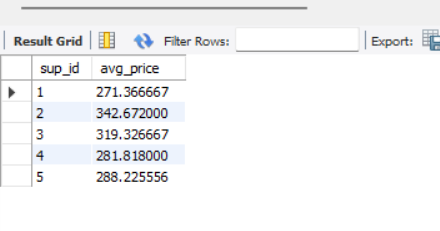 Result Grid Filter Rows: Export:
sup_id avg_price
1 271.366667
2 342.672000
3 319.326667
4 281.818000
5 288.225556